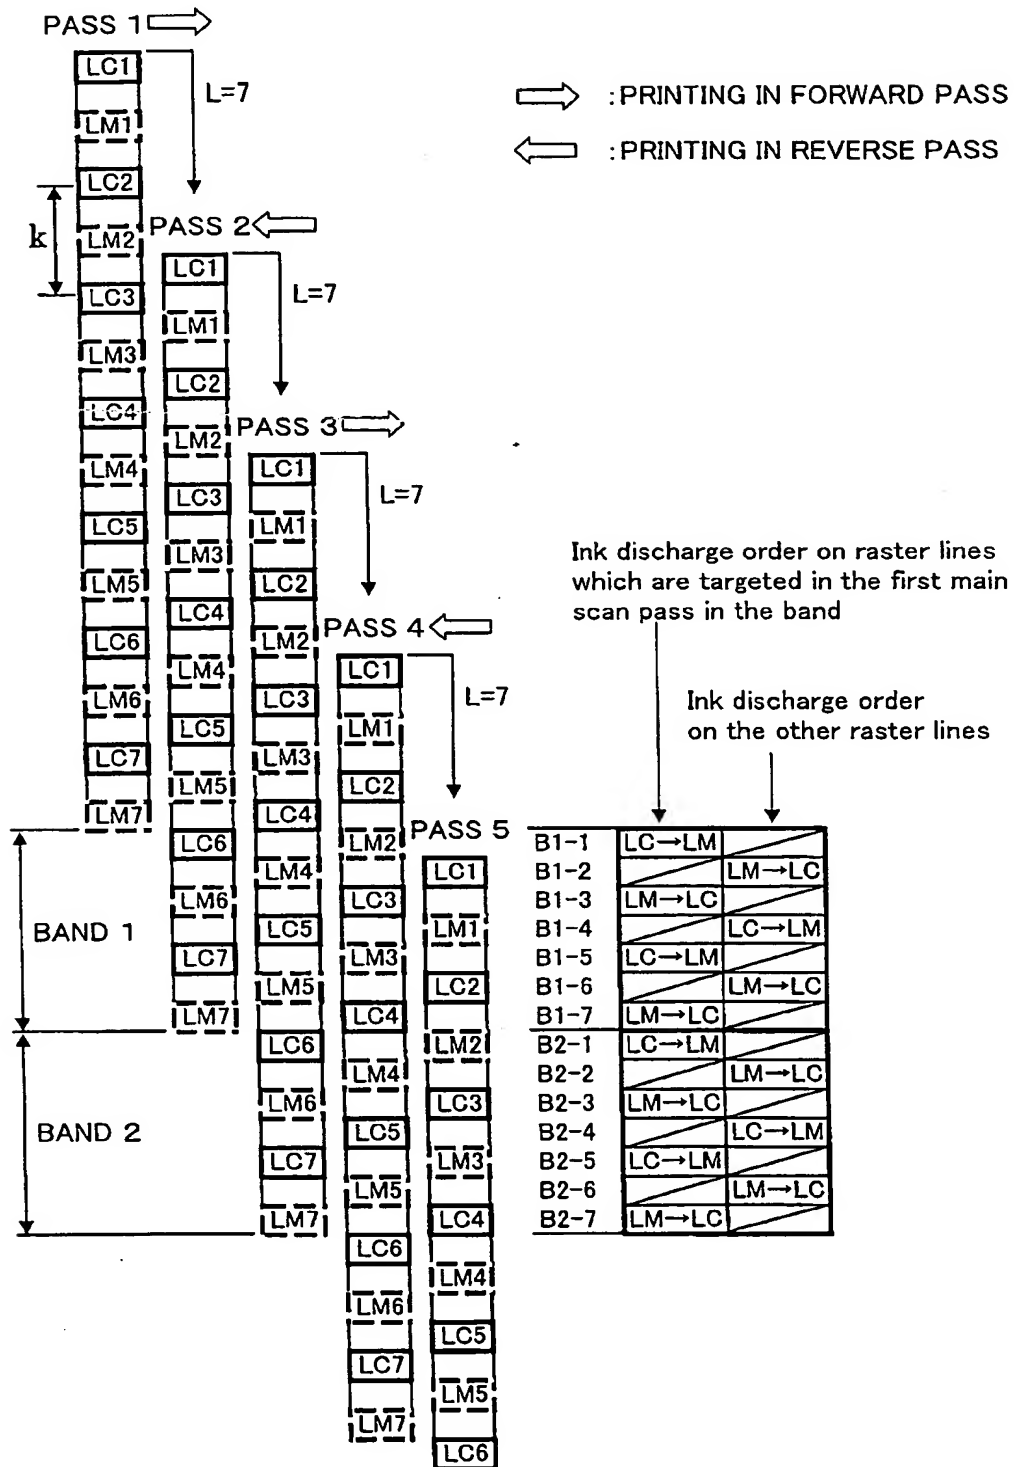 PASS 1
LC1
LM1
LC2
LM2
LC3
LM3
LC4
LM4
LC5
LM5
LC6
LM6
LC7
LM7
L=7
k
:PRINTING IN FORWARD PASS
:PRINTING IN REVERSE PASS
PASS 2
LC1
LM1
LC2
LM2
LC3
LM3
LC4
LM4
LC5
LM5
LC6
LM6
LC7
LM7
L=7
PASS 3
LC1
LM1
LC2
LM2
LC3
LM3
LC4
LM4
LC5
LM5
LC6
LM6
LC7
LM7
L=7
PASS 4
LC1
LM1
LC2
LM2
LC3
LM3
LC4
LM4
LC5
LM5
LC6
LM6
LC7
LM7
L=7
PASS 5
LC1
LM1
LC2
LM2
LC3
LM3
LC4
LM4
LC5
LM5
LC6
BAND 1
BAND 2
Ink discharge order on raster lines
which are targeted in the first main
scan pass in the band
Ink discharge order
on the other raster lines
B1-1 LC→LM
B1-2 LM→LC
B1-3 LM→LC
B1-4 LC→LM
B1-5 LC→LM
B1-6 LM→LC
B1-7 LM→LC
B2-1 LC→LM
B2-2 LM→LC
B2-3 LM→LC
B2-4 LC→LM
B2-5 LC→LM
B2-6 LM→LC
B2-7 LM→LC